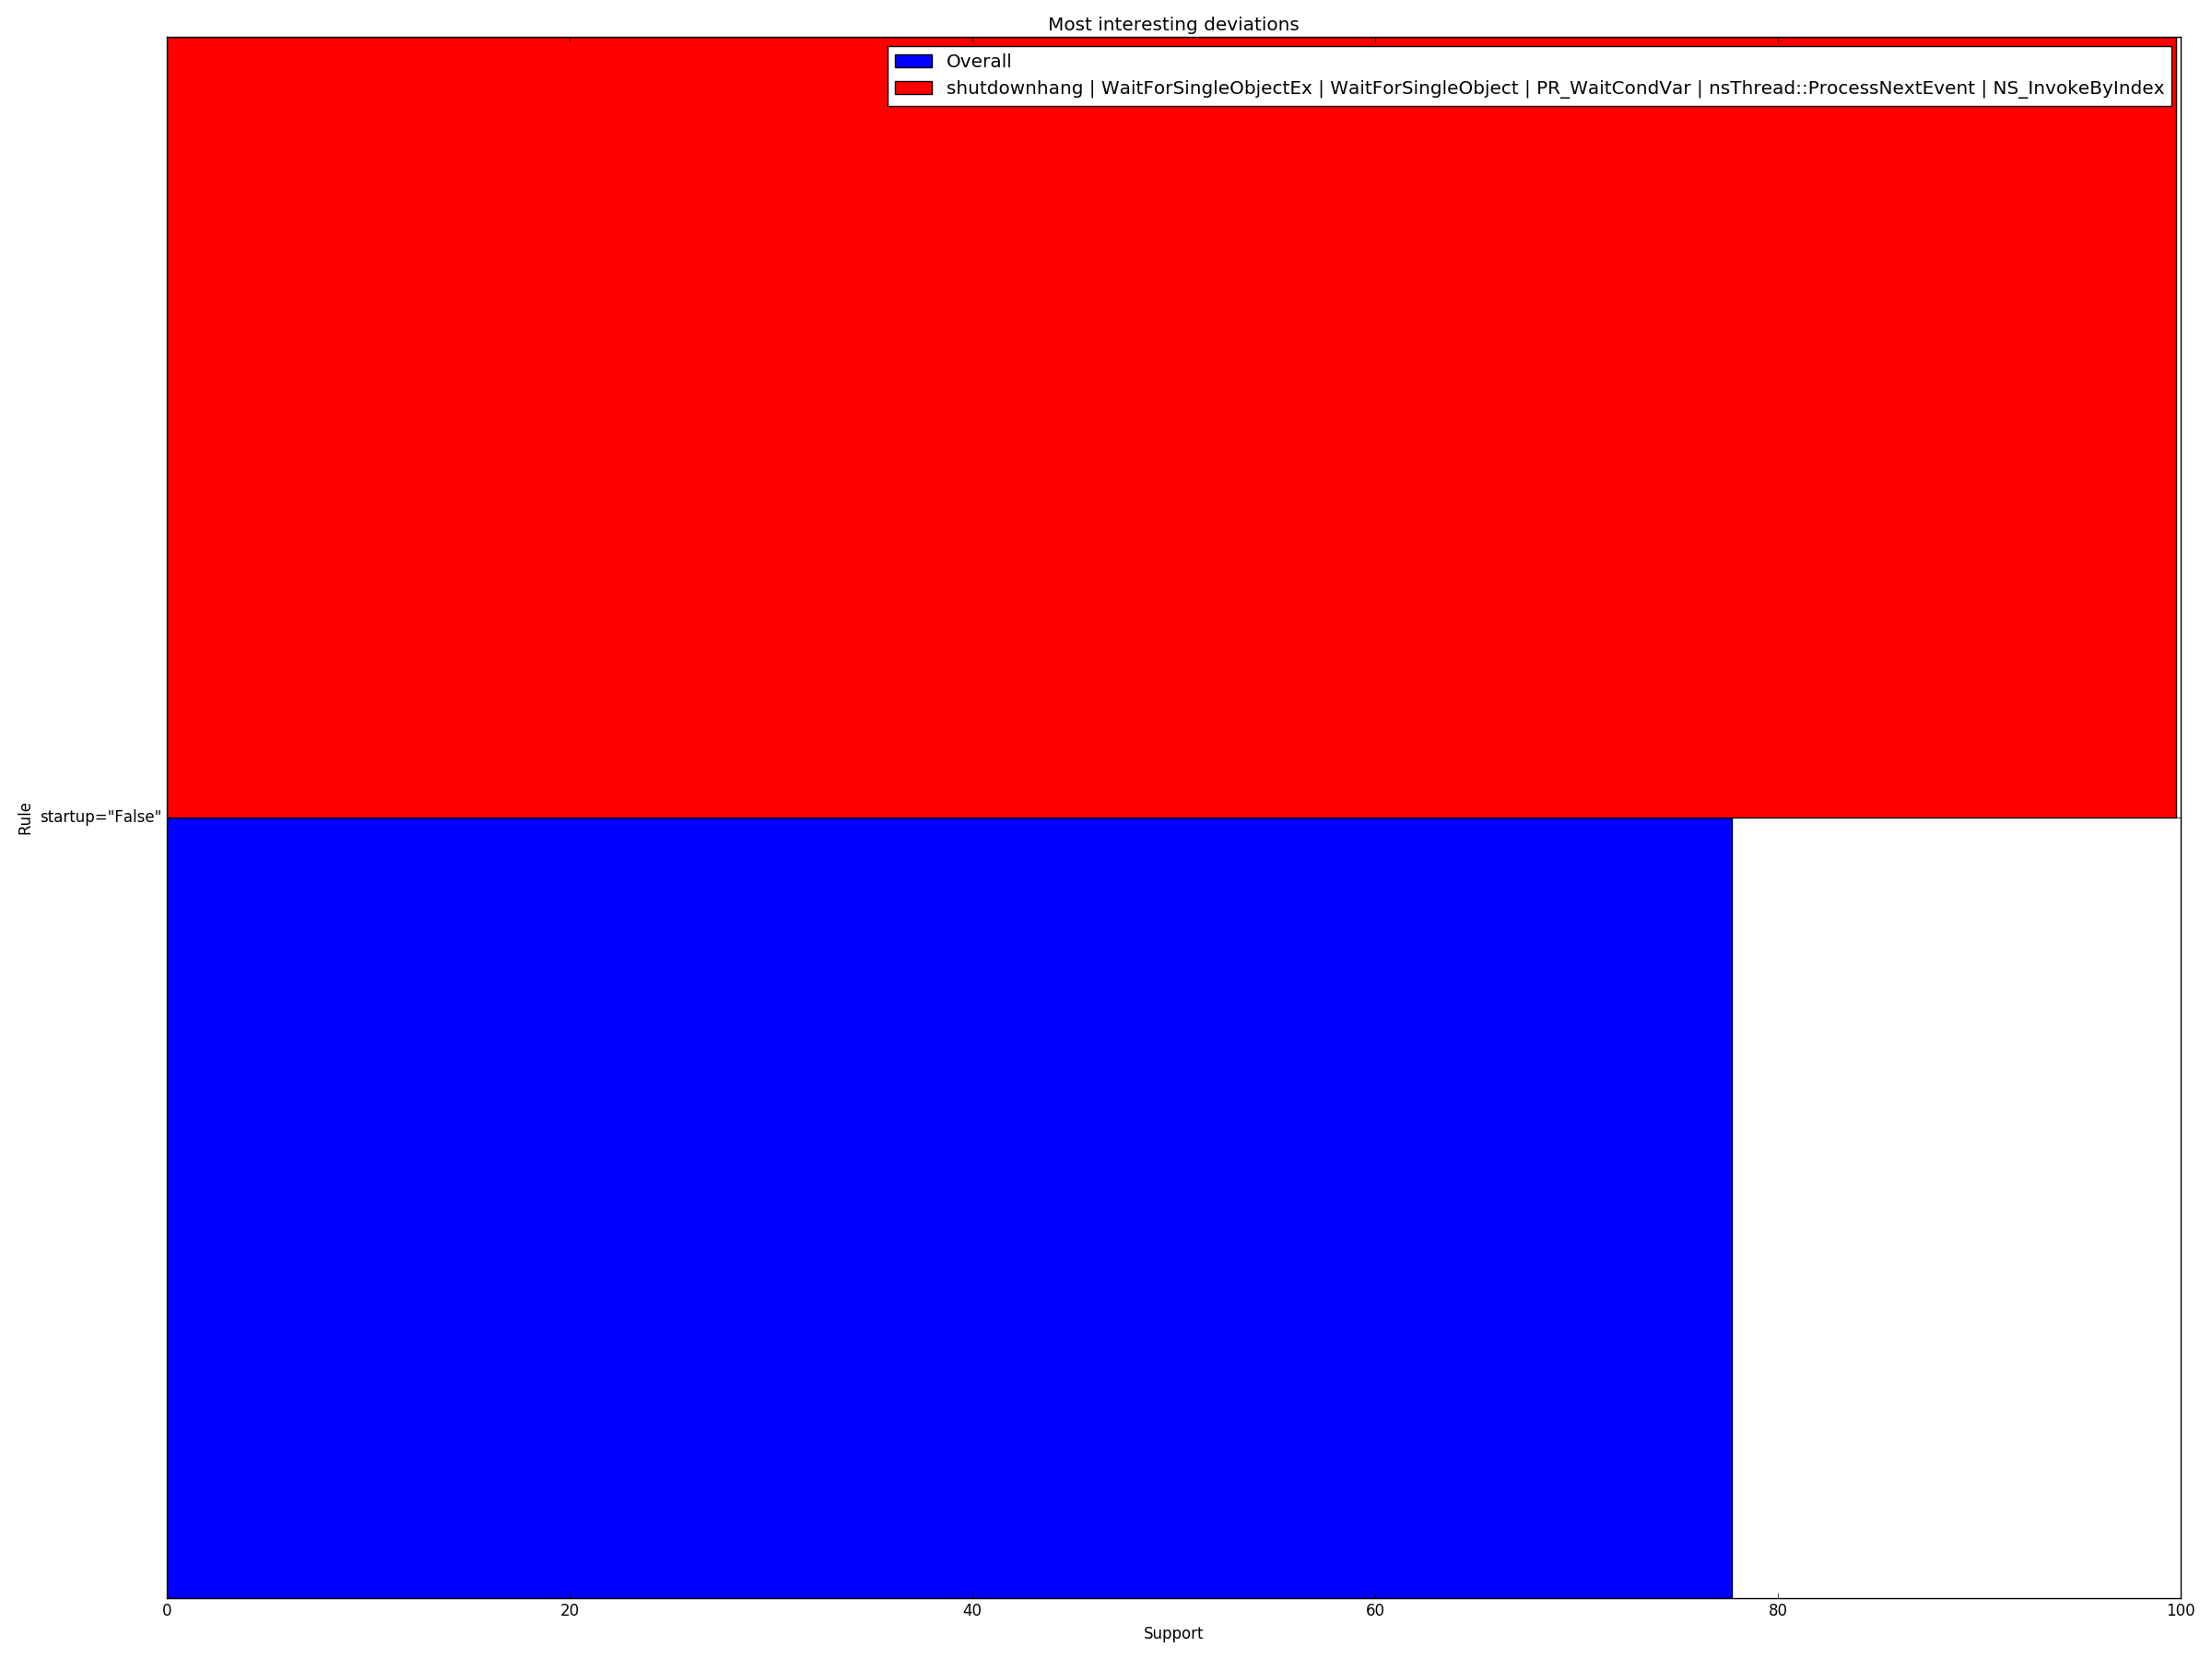 Most interesting deviations
Overall
shutdownhang | WaitForSingleObjectEx | WaitForSingleObject | PR_WaitCondVar | nsThread::ProcessNextEvent | NS_InvokeByIndex
Rule
startup="False"
0 20 40 60 80 100
Support